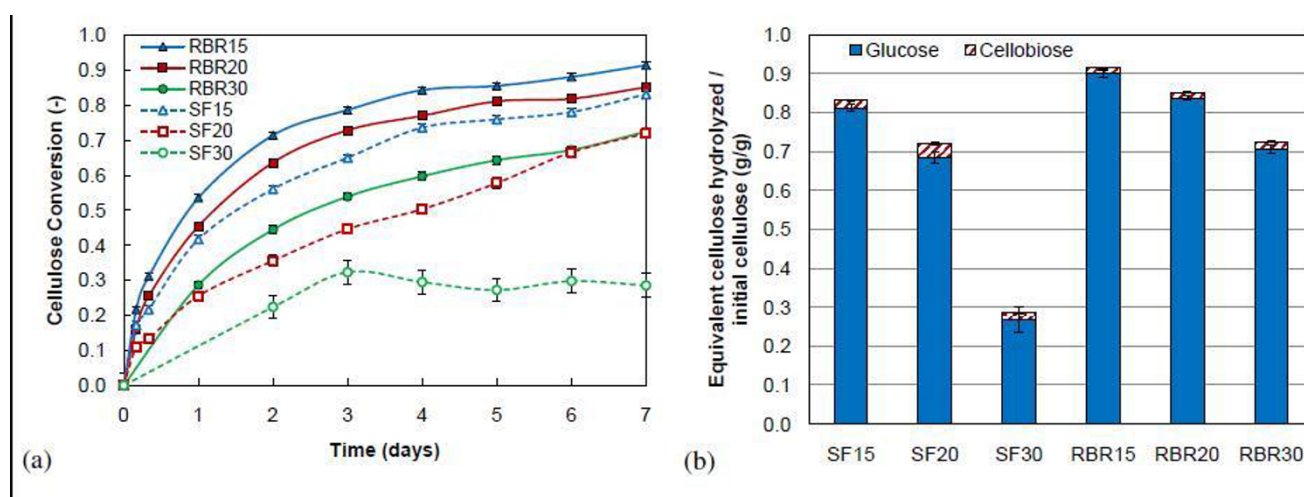 1.0
0.9
0.8
0.7
0.6
0.5
0.4
0.3
0.2
0.1
0.0
Cellulose Conversion (-)
RBR15
RBR20
RBR30
SF15
SF20
SF30
0 1 2 3 4 5 6 7
Time (days)
(a)
1.0
0.9
0.8
0.7
0.6
0.5
0.4
0.3
0.2
0.1
0.0
Equivalent cellulose hydrolyzed /
initial cellulose (g/g)
Glucose Cellobiose
SF15 SF20 SF30 RBR15 RBR20 RBR30
(b)